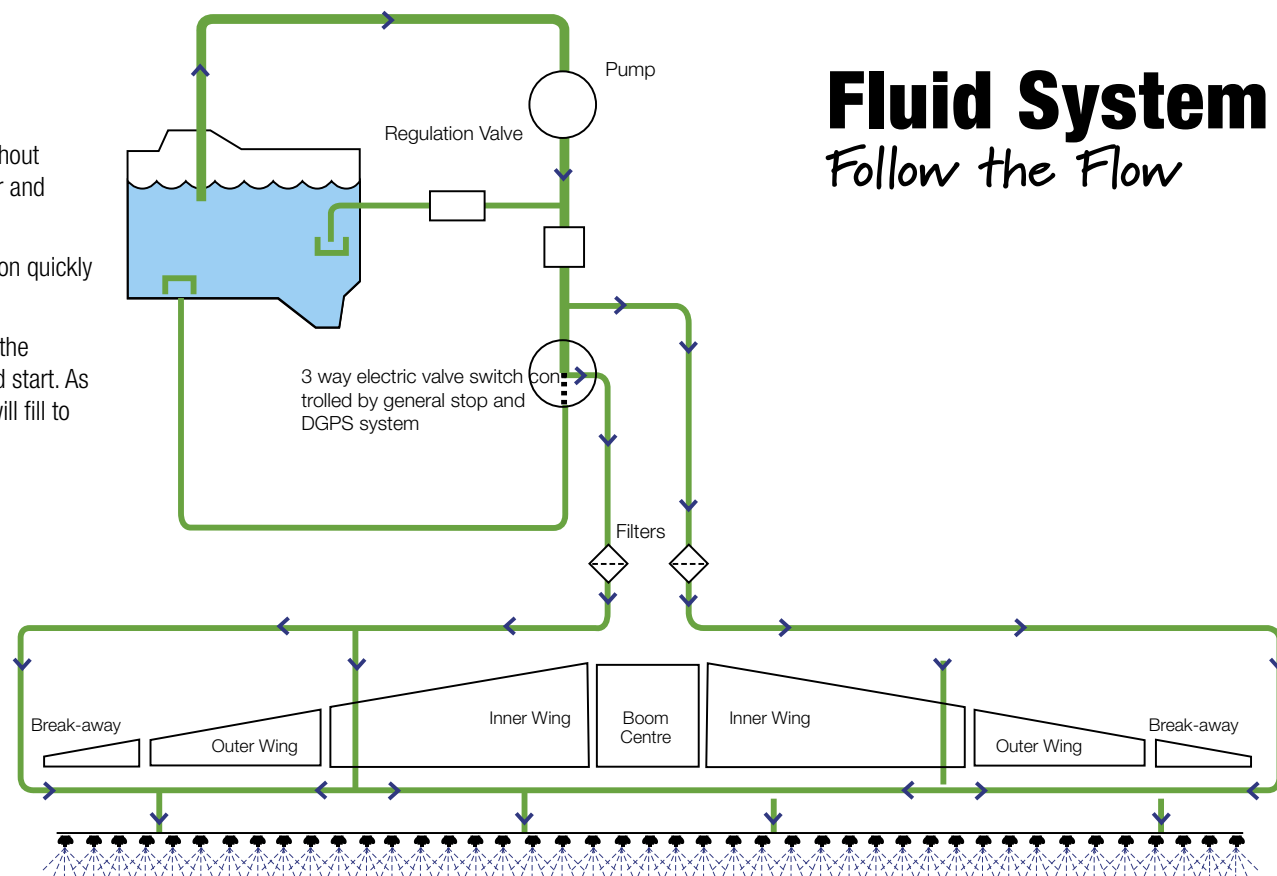 Fluid System
Follow the Flow
hout
r and
on quickly
the
d start. As
will fill to
Pump
Regulation Valve
3 way electric valve switch con
trolled by general stop and
DGPS system
Filters
Break-away
Outer Wing
Inner Wing
Boom
Centre
Inner Wing
Outer Wing
Break-away